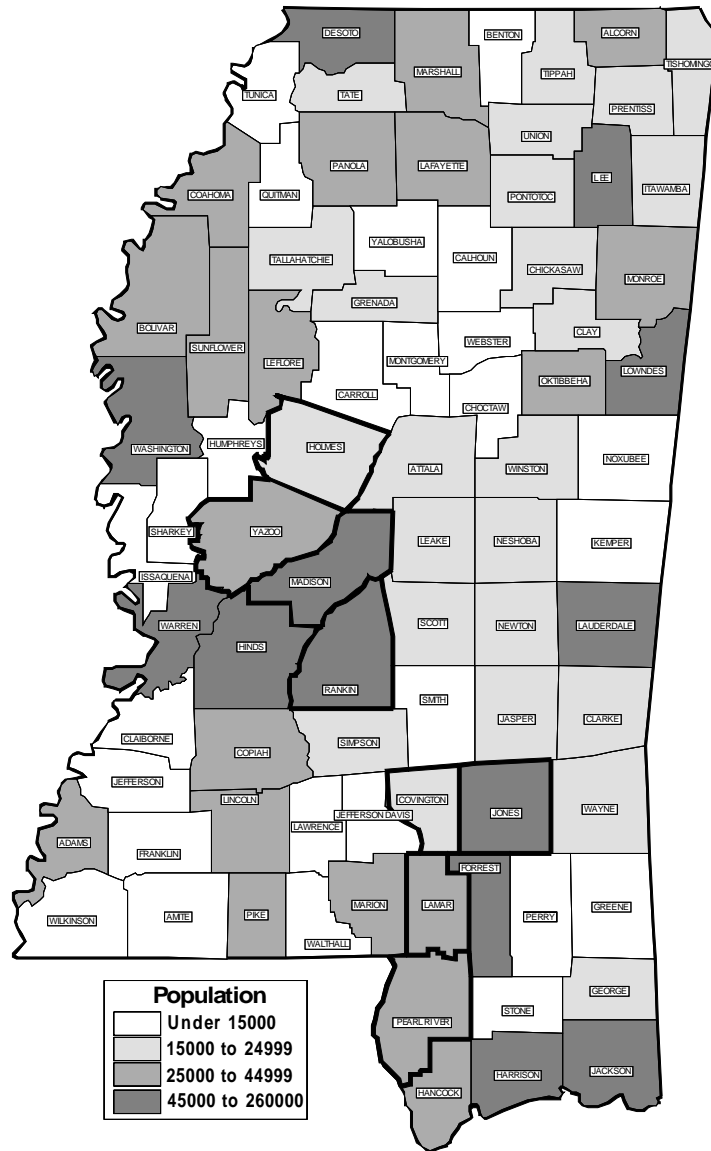 DESOTO
BENTON
ALCORN
MARSHALL
TIPPAH
TISHOMINGO
TUNICA
TATE
PRENTISS
UNION
PANOLA
LAFAYETTE
LEE
COAHOMA
QUITMAN
PONTOTOC
ITAWAMBA
YALOBUSHA
TALLAHATCHIE
CALHOUN
CHICKASAW
MONROE
GRENADA
BOLIVAR
SUNFLOWER
LEFLORE
CLAY
WEBSTER
MONTGOMERY
LOWNDES
OKTIBBEHA
CARROLL
CHOCTAW
WASHINGTON
HUMPHREYS
HOLMES
NOXUBEE
ATTALA
WINSTON
SHARKEY
YAZOO
LEAKE
NESHOBA
KEMPER
ISSAQUENA
MADISON
WARREN
SCOTT
NEWTON
LAUDERDALE
HINDS
RANKIN
SMITH
CLAIBORNE
JASPER
CLARKE
COPIAH
SIMPSON
JEFFERSON
LINCOLN
COVINGTON
JONES
WAYNE
JEFFERSON DAVIS
LAWRENCE
ADAMS
FRANKLIN
FORREST
MARION
LAMAR
GREENE
WILKINSON
AMITE
PIKE
PERRY
WALTHALL
GEORGE
STONE
PEARL RIVER
HARRISON
JACKSON
HANCOCK
Population
Under 15000
15000 to 24999
25000 to 44999
45000 to 260000